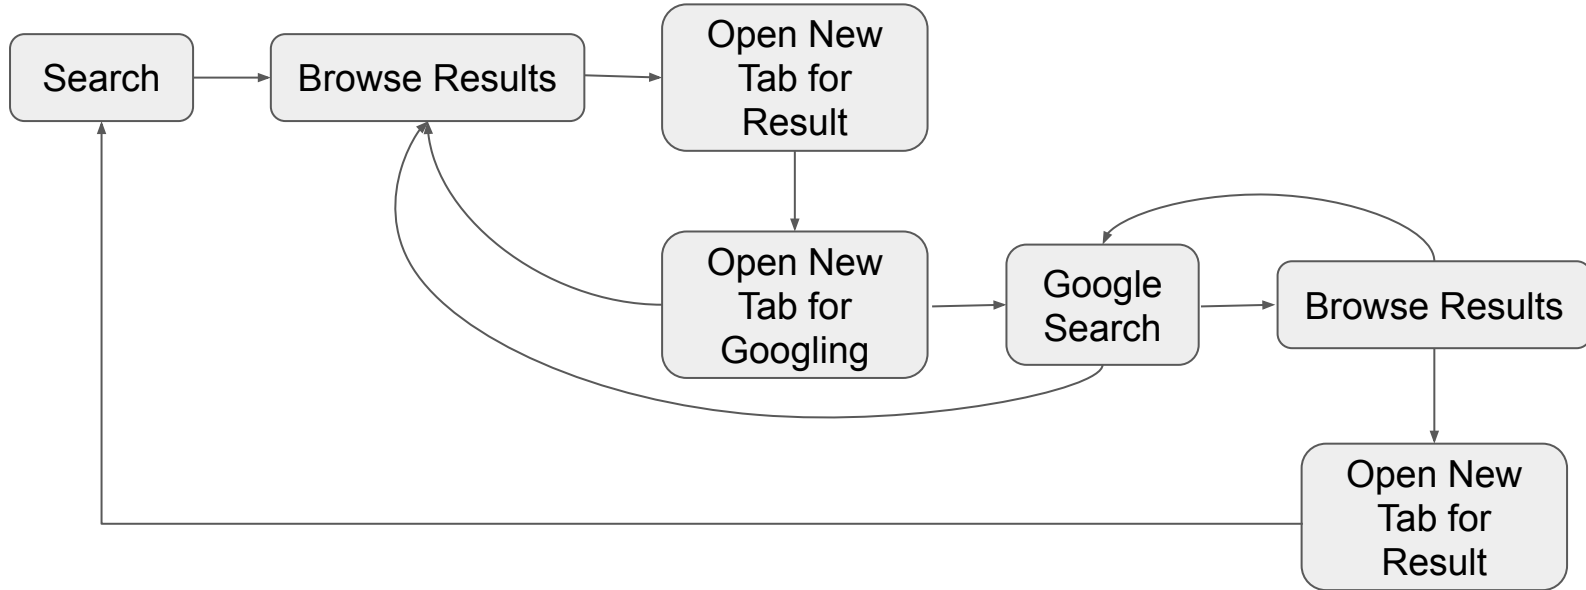 Search
Browse Results
Open New
Tab for
Result
Open New
Tab for
Googling
Google
Search
Browse Results
Open New
Tab for
Result